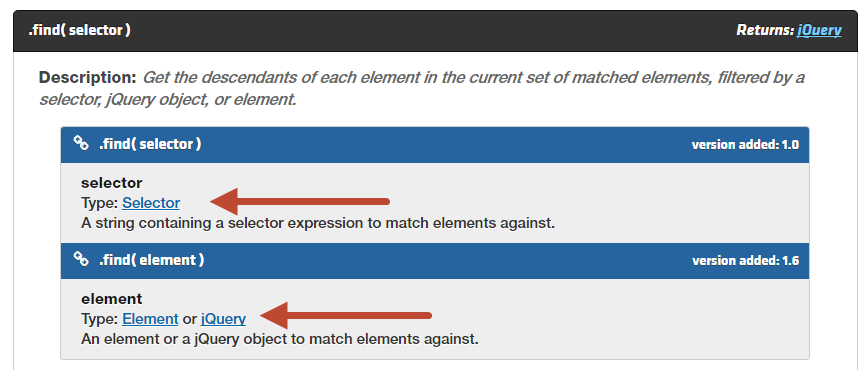 .find( selector )
Returns: jQuery
Description: Get the descendants of each element in the current set of matched elements, filtered by a
selector, jQuery object, or element.
.find( selector )
version added: 1.0
selector
Type: Selector
A string containing a selector expression to match elements against.
.find( element )
version added: 1.6
element
Type: Element or jQuery
An element or a jQuery object to match elements against.